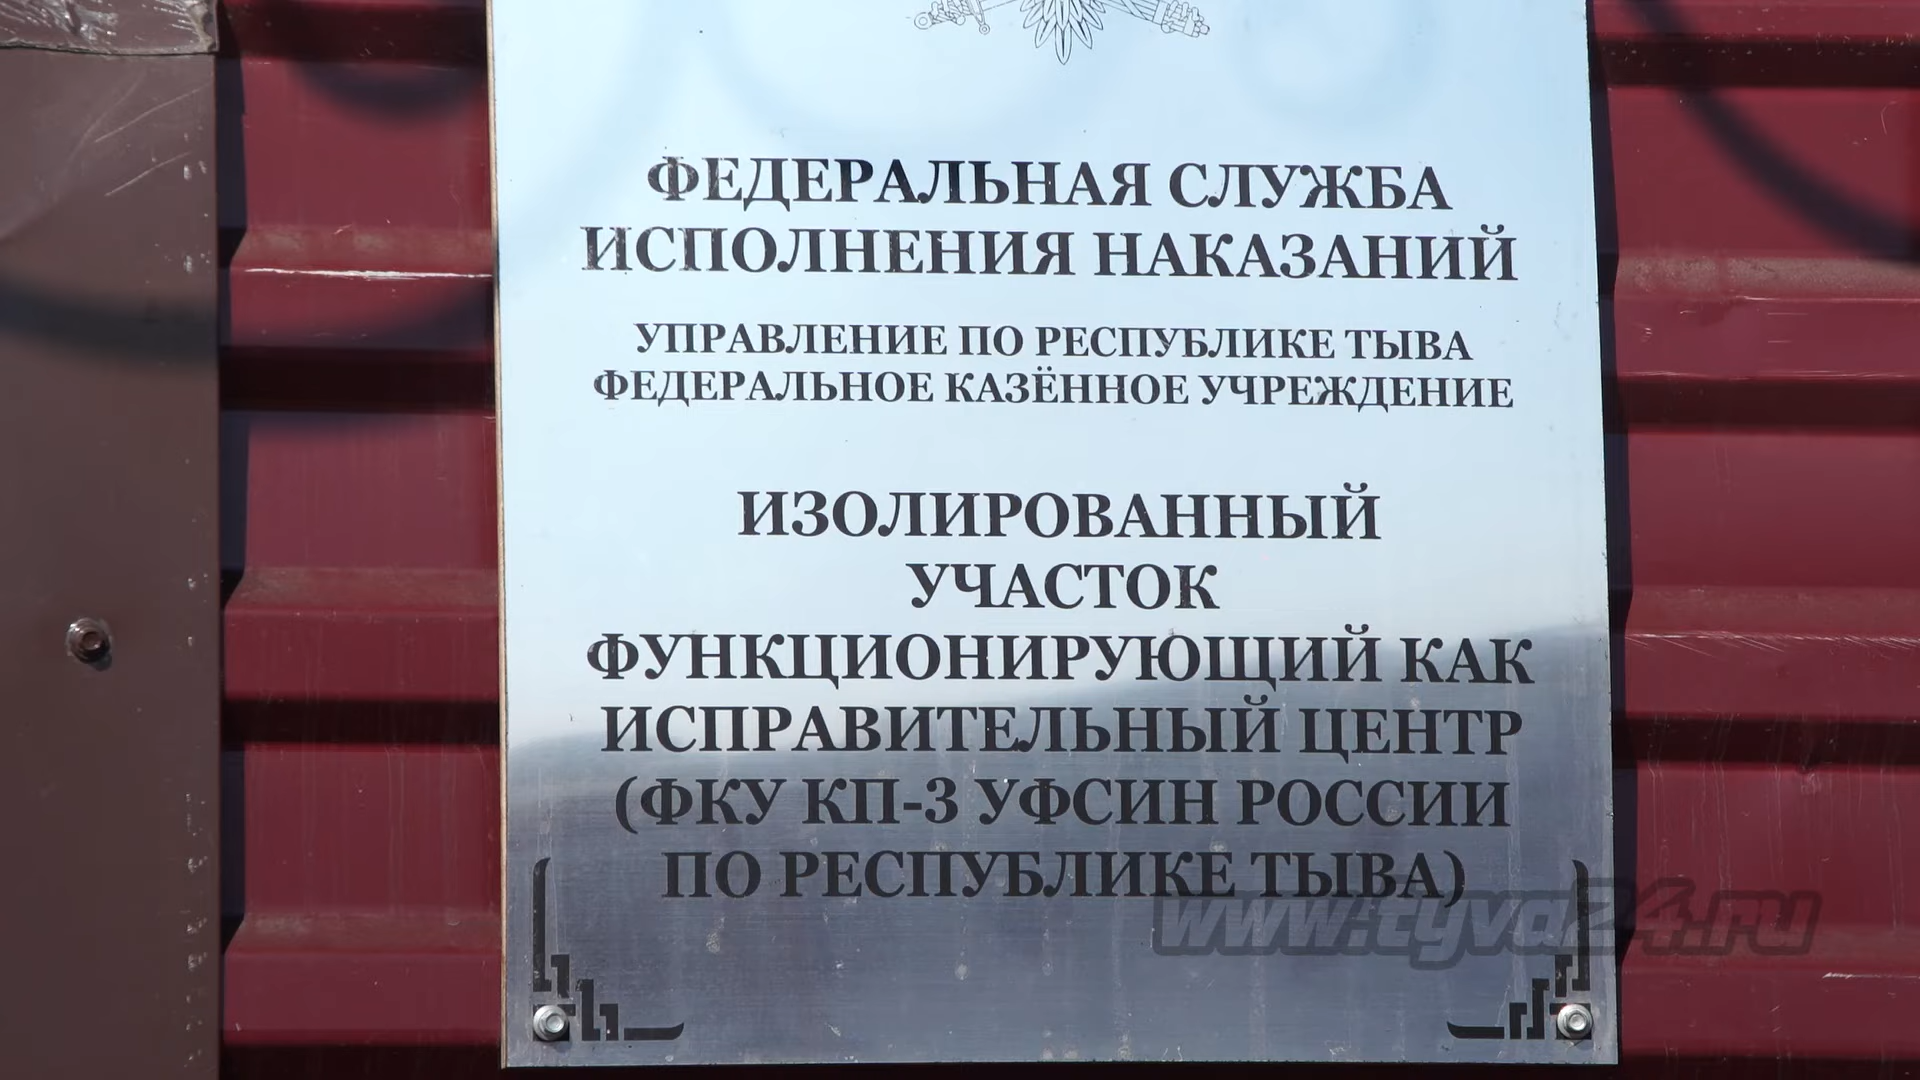 ФЕДЕРАЛЬНАЯ СЛУЖБА
ИСПОЛНЕНИЯ НАКАЗАНИЙ
УПРАВЛЕНИЕ ПО РЕСПУБЛИКЕ ТЫВА
ФЕДЕРАЛЬНОЕ КАЗЁННОЕ УЧРЕЖДЕНИЕ
ИЗОЛИРОВАННЫЙ
УЧАСТОК
ФУНКЦИОНИРУЮЩИЙ КАК
ИСПРАВИТЕЛЬНЫЙ ЦЕНТР
(ФКУ КП-3 УФСИН РОССИИ
ПО РЕСПУБЛИКЕ ТЫВА)
www.tyva24.ru